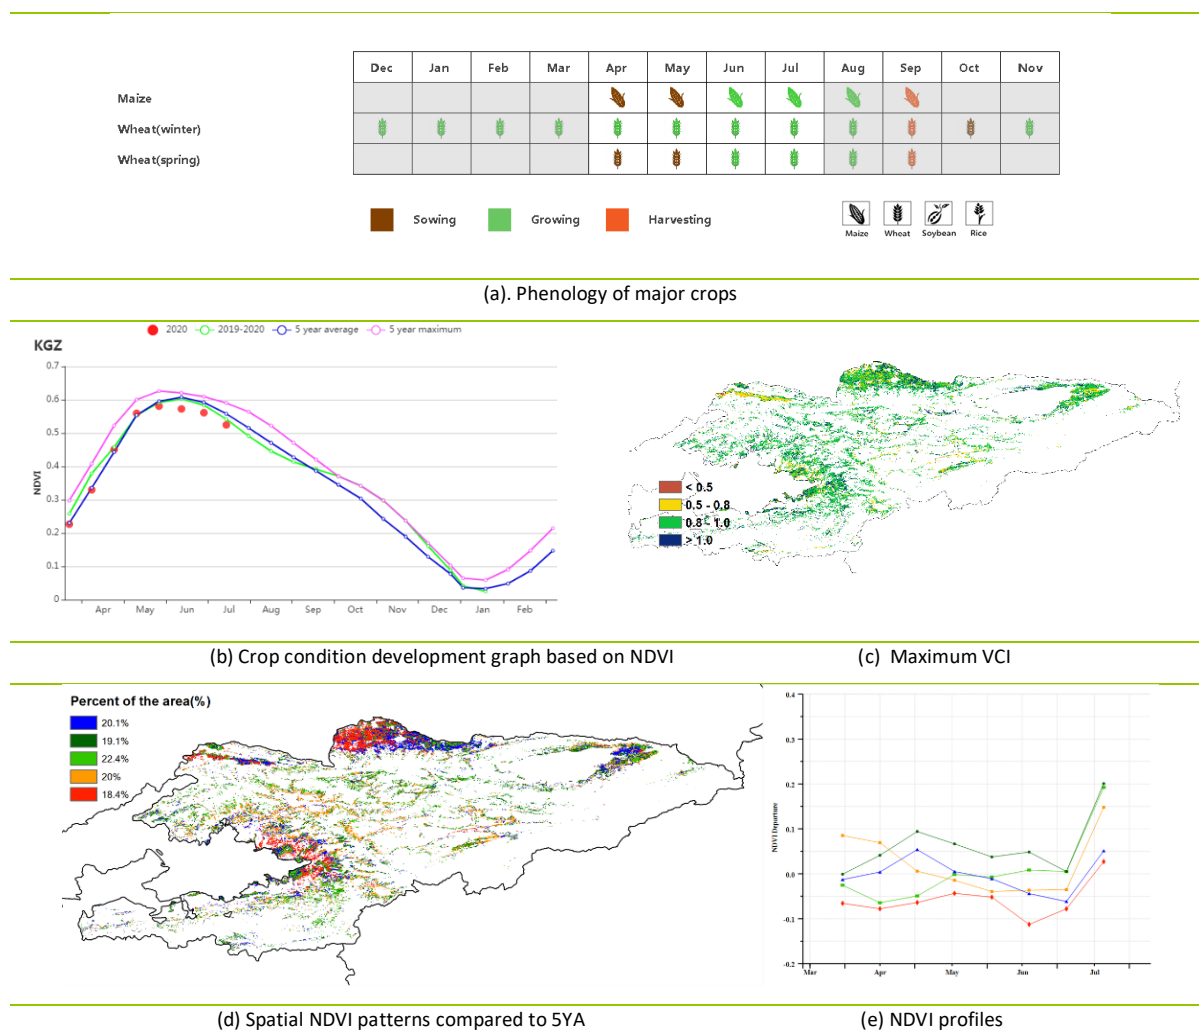 Dec Jan Feb Mar Apr May Jun Jul Aug Sep Oct Nov
Maize
Wheat(winter)
Wheat(spring)
Sowing Growing Harvesting
Maize Wheat Soybean Rice
(a). Phenology of major crops
2020 2019-2020 5 year average 5 year maximum
KGZ
NDVI
0.7
0.6
0.5
0.4
0.3
0.2
0.1
0
Apr May Jun Jul Aug Sep Oct Nov Dec Jan Feb
< 0.5
0.5 - 0.8
0.8 - 1.0
> 1.0
(b) Crop condition development graph based on NDVI
(c) Maximum VCI
Percent of the area(%)
20.1%
19.1%
22.4%
20%
18.4%
NDVI Departure
0.4
0.3
0.2
0.1
0.0
-0.1
-0.2
Mar Apr May Jun Jul
(d) Spatial NDVI patterns compared to 5YA
(e) NDVI profiles